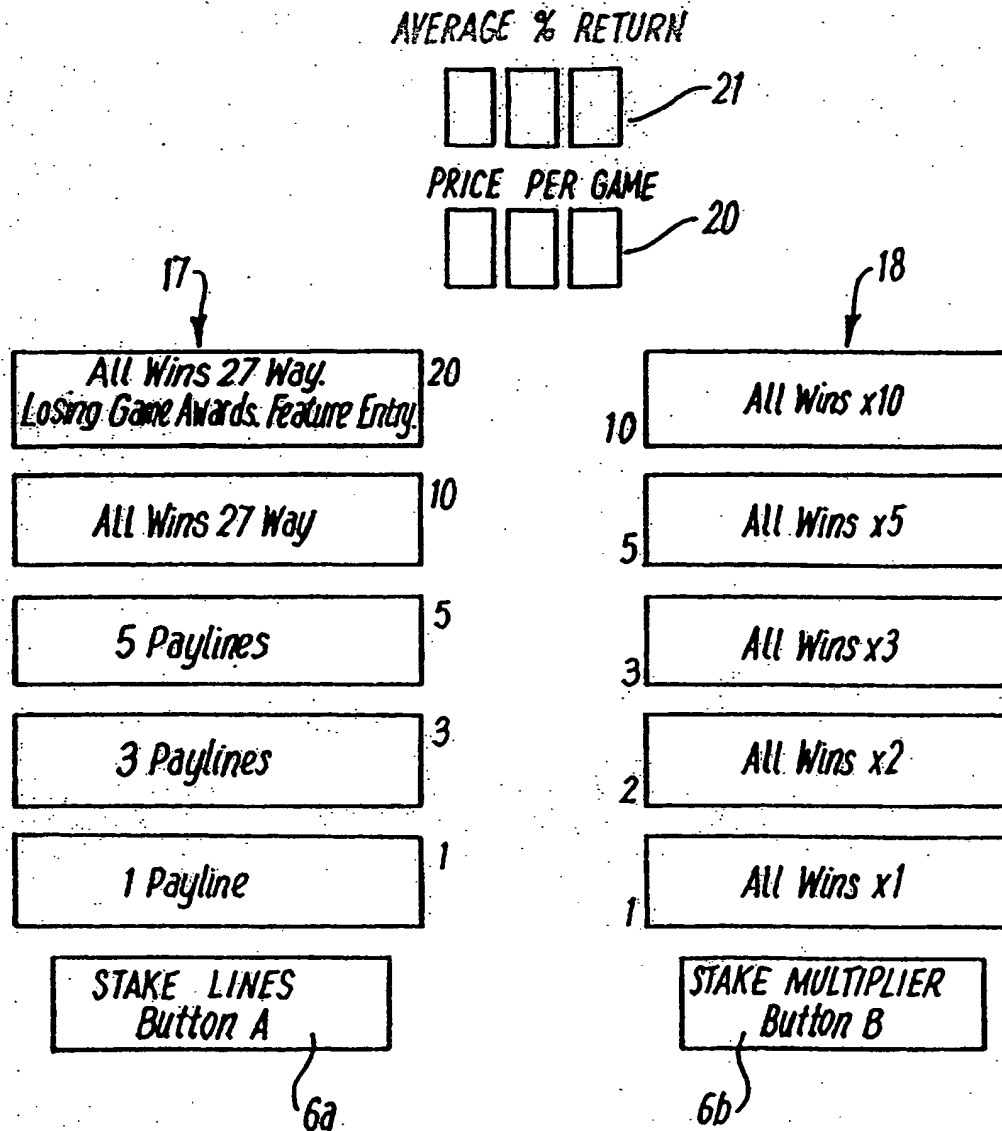 AVERAGE % RETURN
21
PRICE PER GAME
20
17
18
All Wins 27 Way.
Losing Game Awards. Feature Entry.
20
All Wins x10
10
All Wins 27 Way
10
All Wins x5
5
5 Paylines
5
All Wins x3
3
3 Paylines
3
All Wins x2
2
1 Payline
1
All Wins x1
1
STAKE LINES
Button A
STAKE MULTIPLIER
Button B
6a
6b